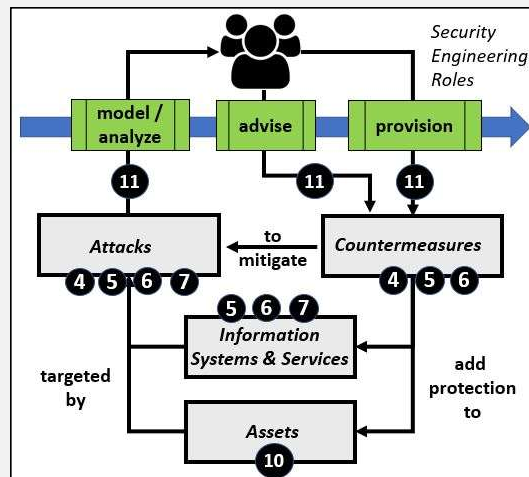 Security
Engineering
Roles
model /
analyze
advise
provision
11
11
11
Attacks
to
mitigate
Countermeasures
4
5
6
7
4
5
6
5
6
7
Information
Systems & Services
targeted
by
add
protection
to
Assets
10